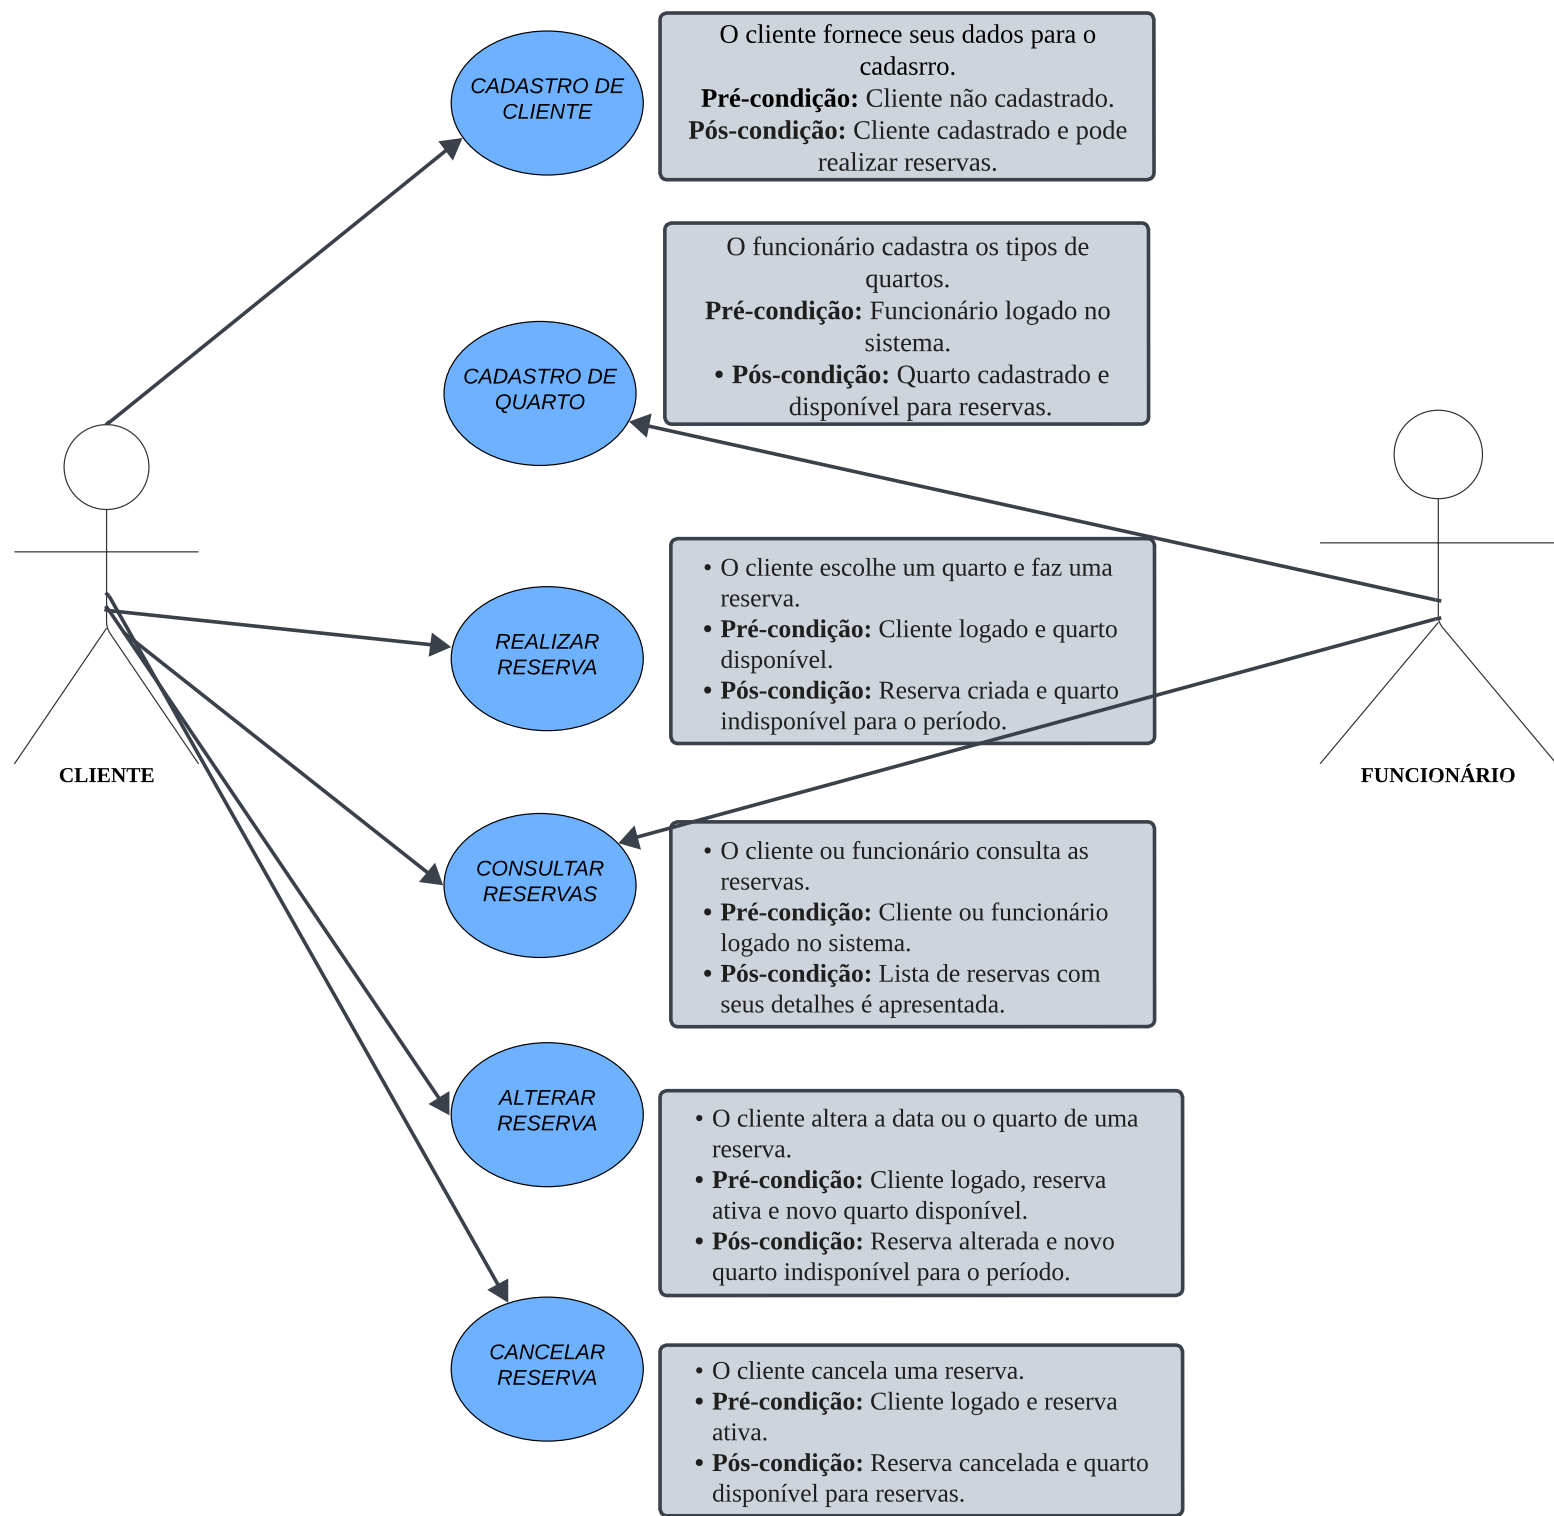 CADASTRO DE
CLIENTE
O cliente fornece seus dados para o
cadasrro.
Pré-condição: Cliente não cadastrado.
Pós-condição: Cliente cadastrado e pode
realizar reservas.
CADASTRO DE
QUARTO
O funcionário cadastra os tipos de
quartos.
Pré-condição: Funcionário logado no
sistema.
• Pós-condição: Quarto cadastrado e
disponível para reservas.
REALIZAR
RESERVA
• O cliente escolhe um quarto e faz uma
reserva.
• Pré-condição: Cliente logado e quarto
disponível.
• Pós-condição: Reserva criada e quarto
indisponível para o período.
CLIENTE
FUNCIONÁRIO
CONSULTAR
RESERVAS
• O cliente ou funcionário consulta as
reservas.
• Pré-condição: Cliente ou funcionário
logado no sistema.
• Pós-condição: Lista de reservas com
seus detalhes é apresentada.
ALTERAR
RESERVA
• O cliente altera a data ou o quarto de uma
reserva.
• Pré-condição: Cliente logado, reserva
ativa e novo quarto disponível.
• Pós-condição: Reserva alterada e novo
quarto indisponível para o período.
CANCELAR
RESERVA
• O cliente cancela uma reserva.
• Pré-condição: Cliente logado e reserva
ativa.
• Pós-condição: Reserva cancelada e quarto
disponível para reservas.